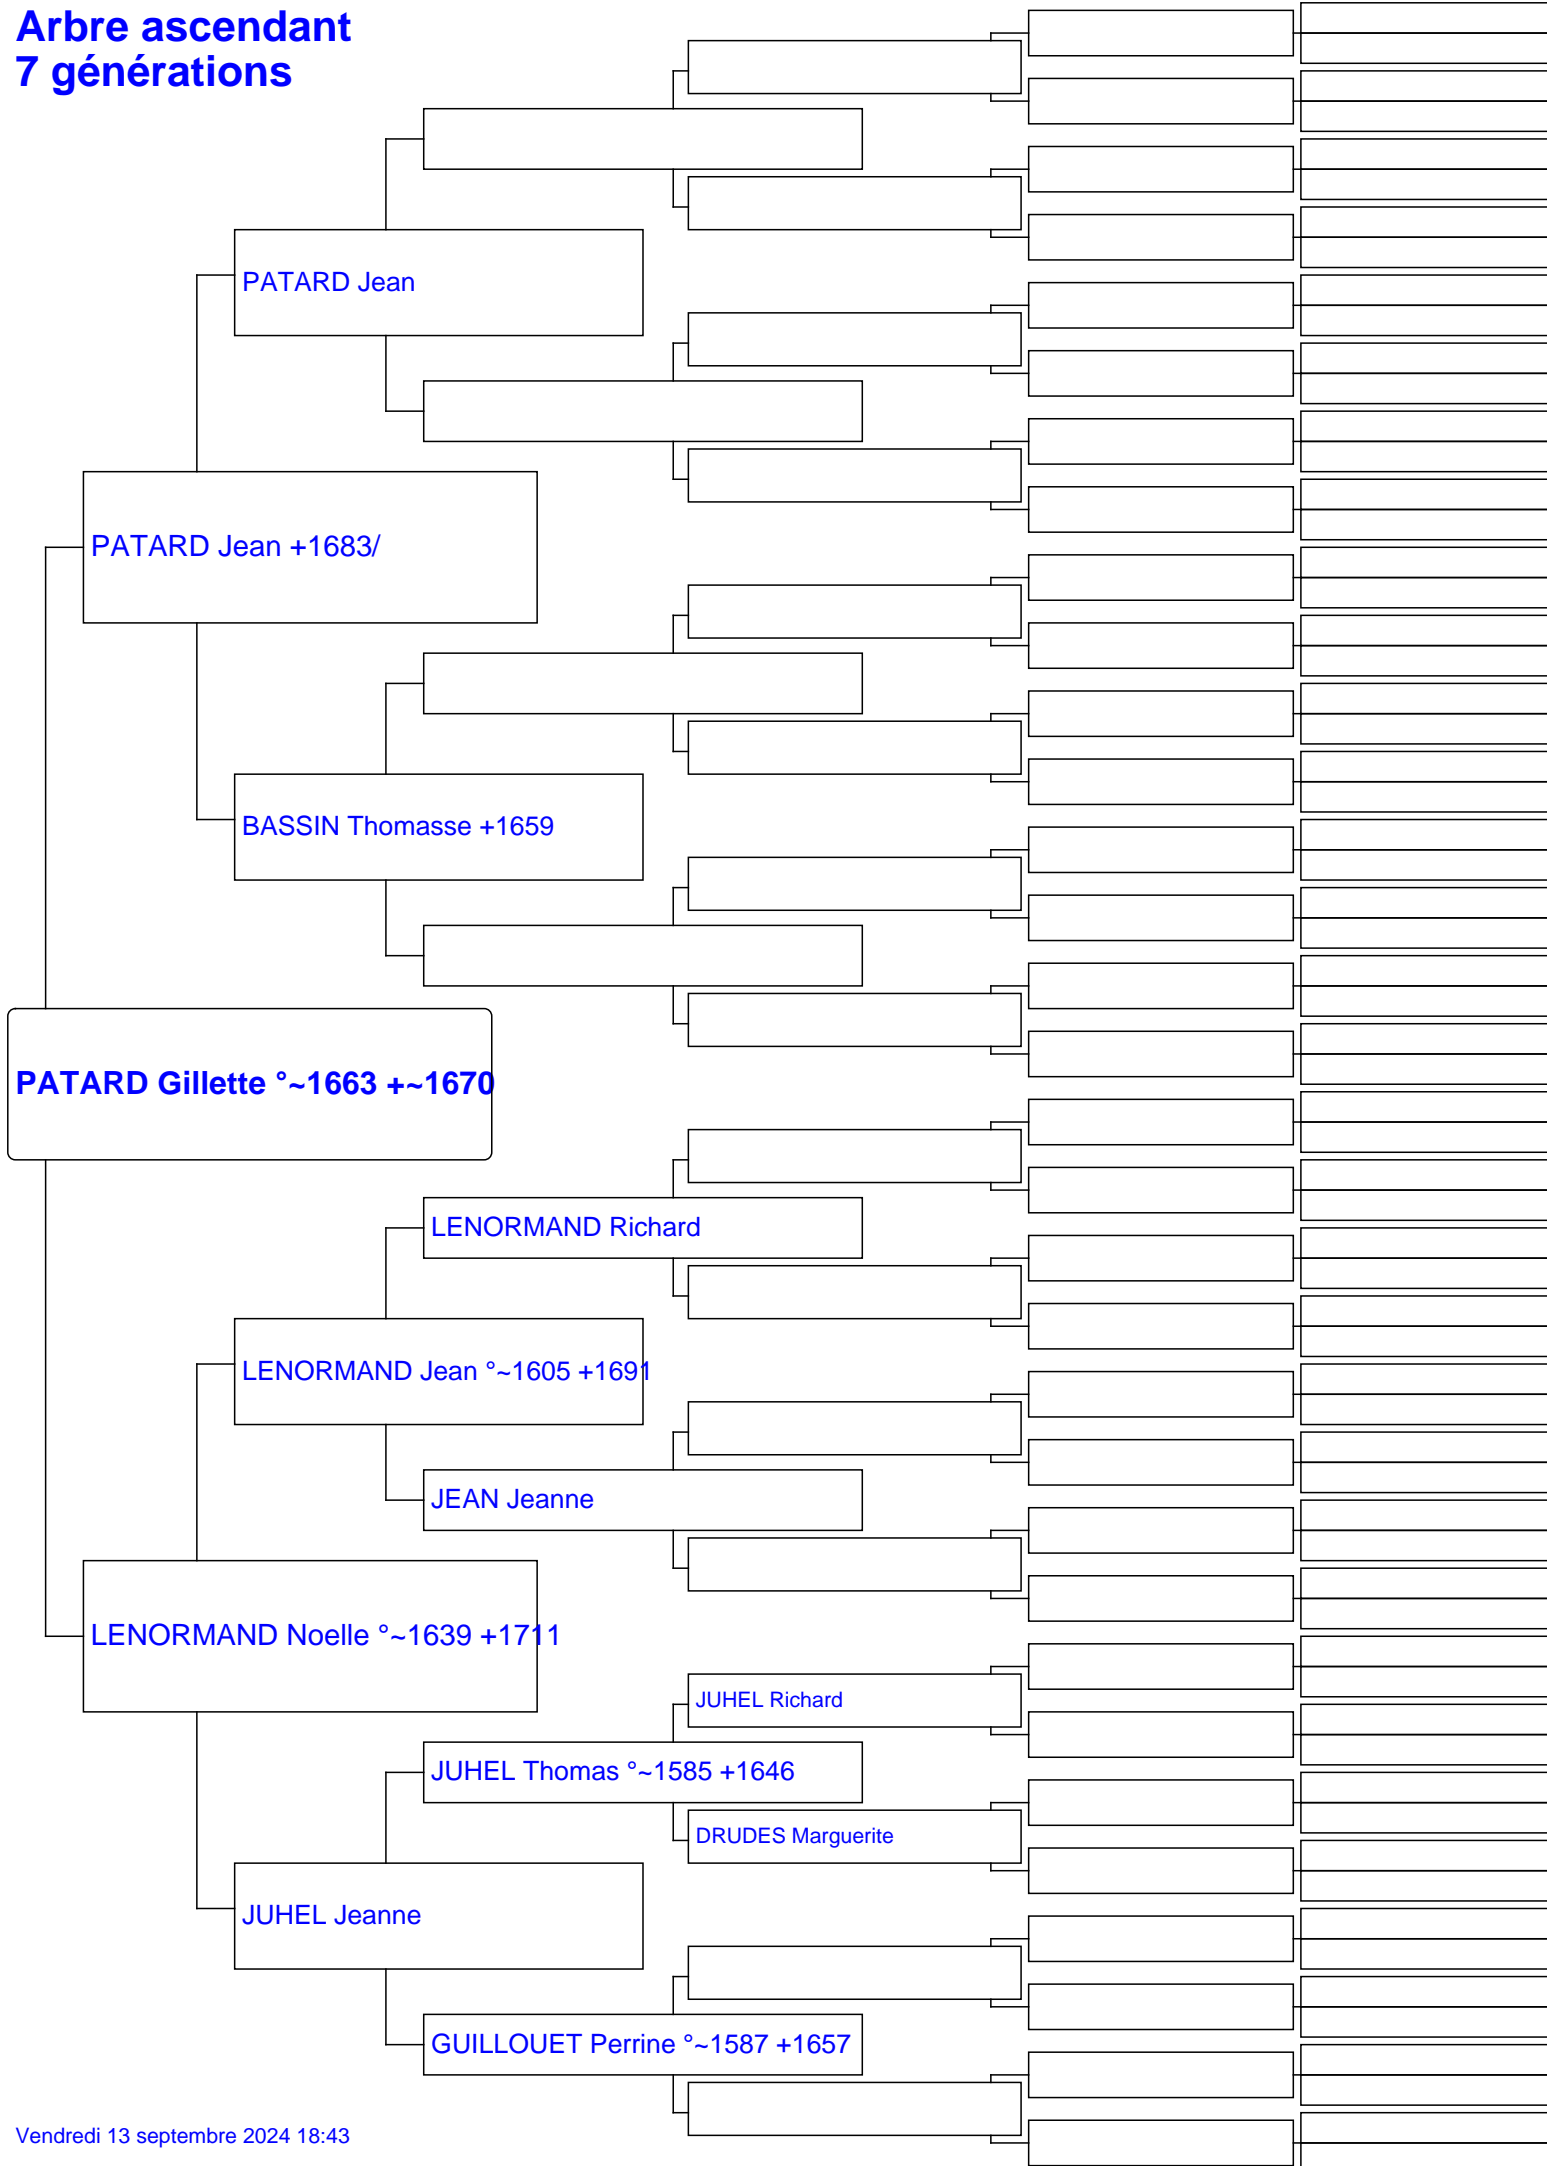 Arbre ascendant
7 générations
PATARD Jean
PATARD Jean +1683/
BASSIN Thomasse +1659
PATARD Gillette °~1663 +~1670
LENORMAND Richard
LENORMAND Jean °~1605 +1691
JEAN Jeanne
LENORMAND Noelle °~1639 +1711
JUHEL Richard
JUHEL Thomas °~1585 +1646
DRUDES Marguerite
JUHEL Jeanne
GUILLOUET Perrine °~1587 +1657
Vendredi 13 septembre 2024 18:43